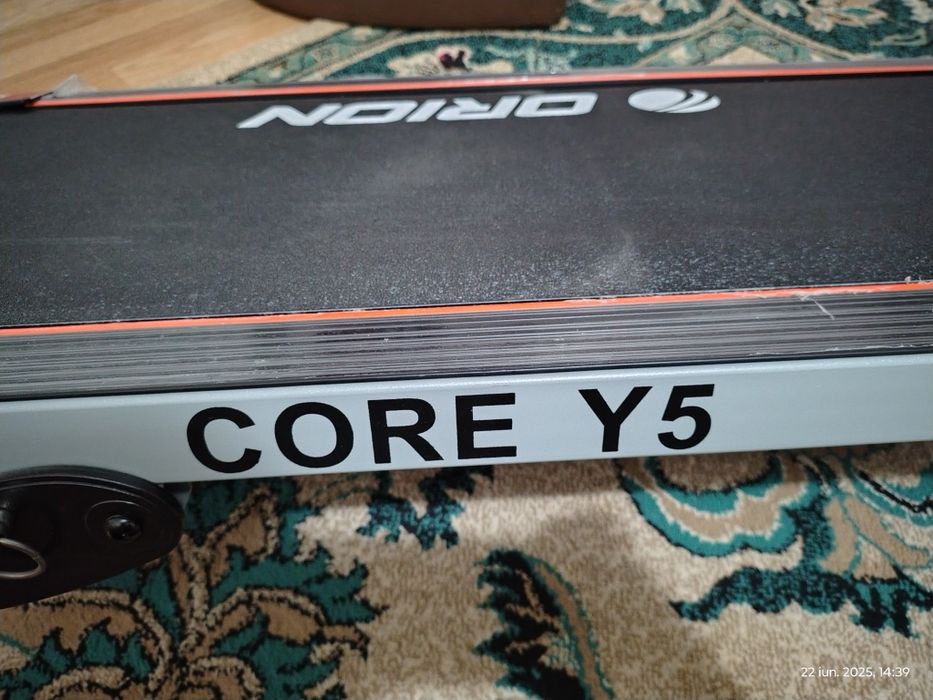 ORION
CORE Y5
22 iun. 2025, 14:39